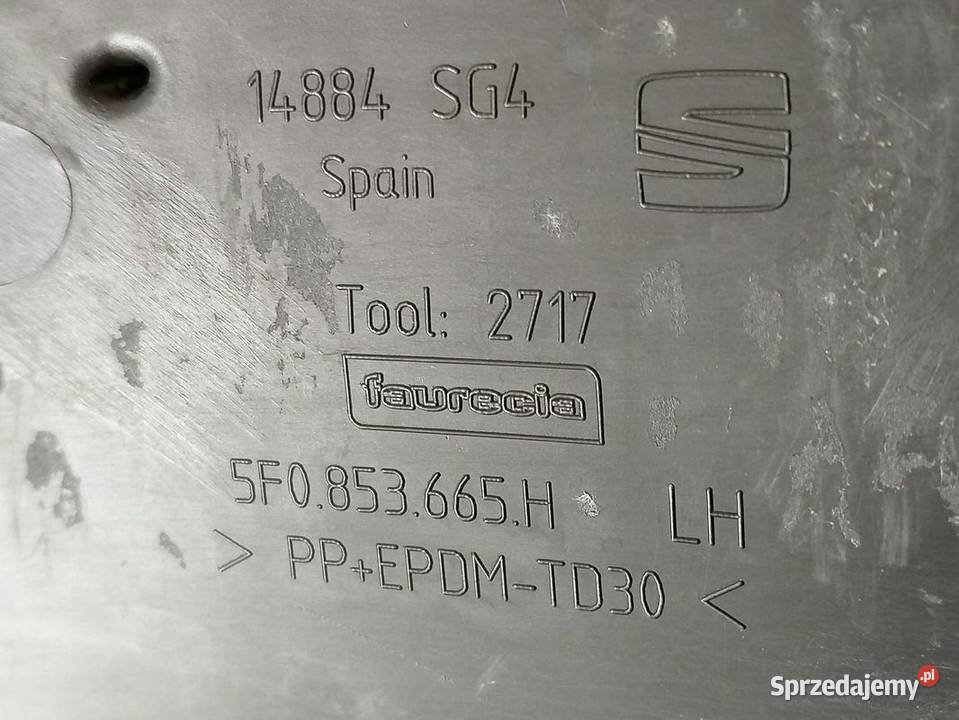 14884 SG4
Spain
Tool: 2717
faurecia
5F0.853.665.H LH
> PP+EPDM-TD30 <
Sprzedajemy.pl